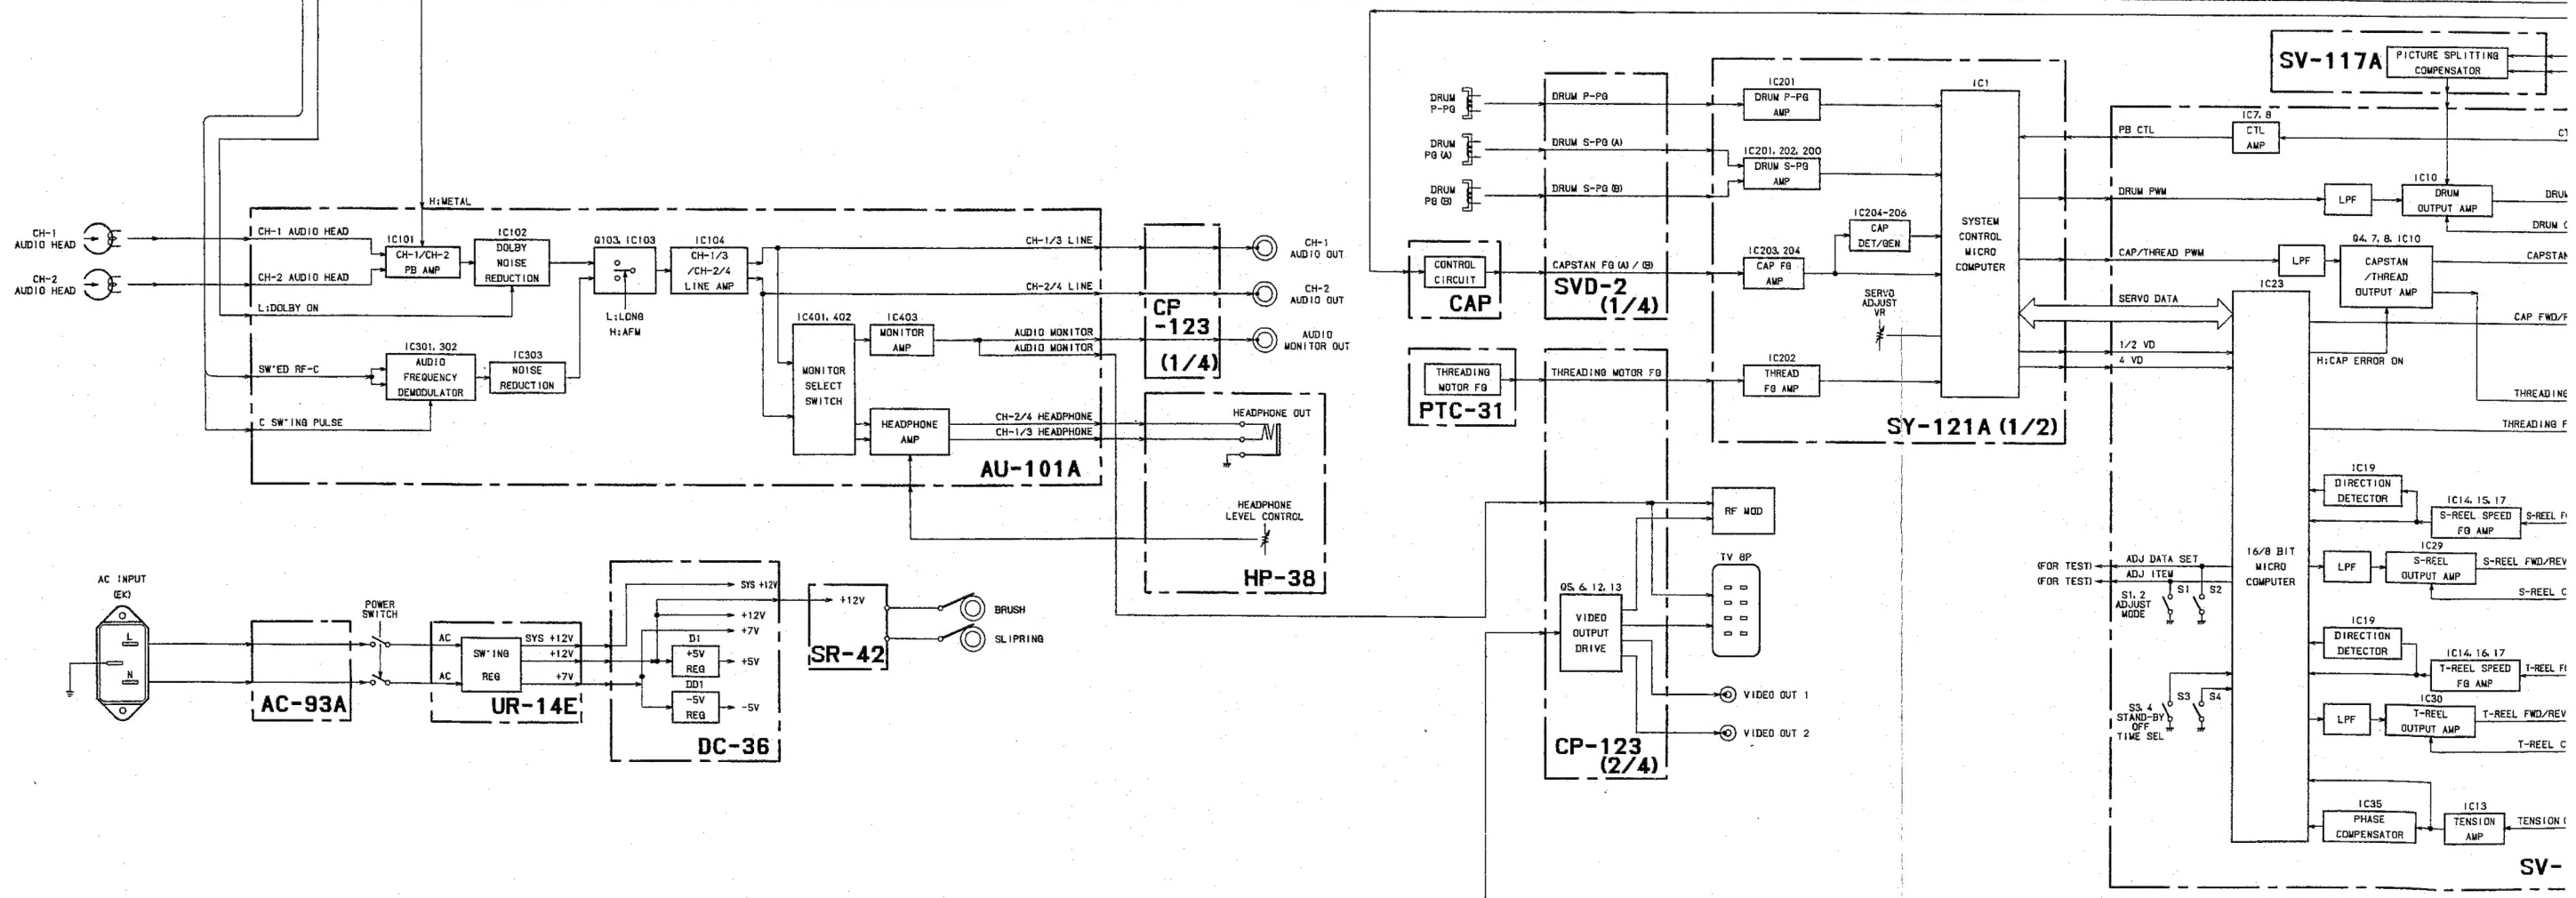 H:METAL
CH-1
AUDIO HEAD
CH-2
AUDIO HEAD
CH-1 AUDIO HEAD
CH-2 AUDIO HEAD
L:DOLBY ON
SW'ED RF-C
C SW'ING PULSE
IC101
CH-1/CH-2
PB AMP
IC102
DOLBY
NOISE
REDUCTION
Q103, IC103
L:LONG
H:AFM
IC104
CH-1/3
/CH-2/4
LINE AMP
IC301, 302
AUDIO
FREQUENCY
DEMODULATOR
IC303
NOISE
REDUCTION
IC401, 402
MONITOR
SELECT
SWITCH
IC403
MONITOR
AMP
HEADPHONE
AMP
CH-1/3 LINE
CH-2/4 LINE
AUDIO MONITOR
AUDIO MONITOR
CH-2/4 HEADPHONE
CH-1/3 HEADPHONE
AU-101A
CP
-123
(1/4)
CH-1
AUDIO OUT
CH-2
AUDIO OUT
AUDIO
MONITOR OUT
HEADPHONE OUT
HEADPHONE
LEVEL CONTROL
HP-38
AC INPUT
(EK)
L
N
AC-93A
POWER
SWITCH
AC
AC
SW'ING
REG
SYS +12V
+12V
+7V
UR-14E
SYS +12V
+12V
+7V
D1
+5V
REG
+5V
DD1
-5V
REG
-5V
DC-36
+12V
SR-42
BRUSH
SLIPRING
DRUM
P-PG
DRUM
PG (A)
DRUM
PG (B)
CONTROL
CIRCUIT
CAP
THREADING
MOTOR FG
PTC-31
DRUM P-PG
DRUM S-PG (A)
DRUM S-PG (B)
CAPSTAN FG (A) / (B)
SVD-2
(1/4)
THREADING MOTOR FG
IC201
DRUM P-PG
AMP
IC201, 202, 200
DRUM S-PG
AMP
IC204-206
CAP
DET/GEN
IC203, 204
CAP FG
AMP
SERVO
ADJUST
VR
IC202
THREAD
FG AMP
IC1
SYSTEM
CONTROL
MICRO
COMPUTER
SY-121A (1/2)
RF MOD
TV 8P
Q5, 6, 12, 13
VIDEO
OUTPUT
DRIVE
VIDEO OUT 1
VIDEO OUT 2
CP-123
(2/4)
SV-117A
PICTURE SPLITTING
COMPENSATOR
PB CTL
IC7, 8
CTL
AMP
DRUM PWM
LPF
IC10
DRUM
OUTPUT AMP
CAP/THREAD PWM
LPF
Q4, 7, 8, IC10
CAPSTAN
/THREAD
OUTPUT AMP
SERVO DATA
1/2 VD
4 VD
IC23
16/8 BIT
MICRO
COMPUTER
H:CAP ERROR ON
CAPSTAN
CAP FWD/
THREADING
THREADING F
IC19
DIRECTION
DETECTOR
IC14, 15, 17
S-REEL SPEED
FG AMP
S-REEL F
LPF
IC29
S-REEL
OUTPUT AMP
S-REEL FWD/REV
S-REEL C
(FOR TEST)
ADJ DATA SET
(FOR TEST)
ADJ ITEM
S1, 2
ADJUST
MODE
S1
S2
IC19
DIRECTION
DETECTOR
IC14, 16, 17
T-REEL SPEED
FG AMP
T-REEL F
LPF
IC30
T-REEL
OUTPUT AMP
T-REEL FWD/REV
T-REEL C
S3, 4
STAND-BY
OFF
TIME SEL
S3
S4
IC35
PHASE
COMPENSATOR
IC13
TENSION
AMP
TENSION
SV-